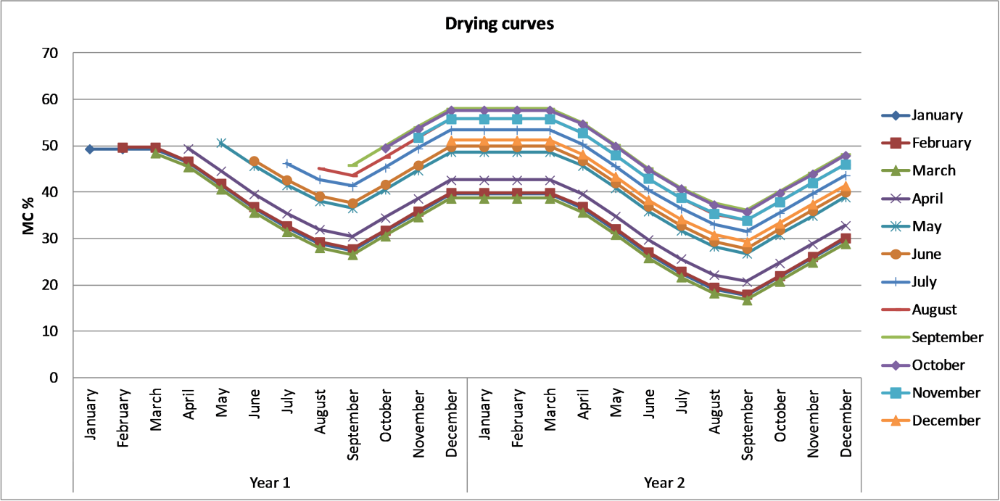 Drying curves
MC %
70
60
50
40
30
20
10
0
January
February
March
April
May
June
July
August
September
October
November
December
January
February
March
April
May
June
July
August
September
October
November
December
Year 1
Year 2
January
February
March
April
May
June
July
August
September
October
November
December